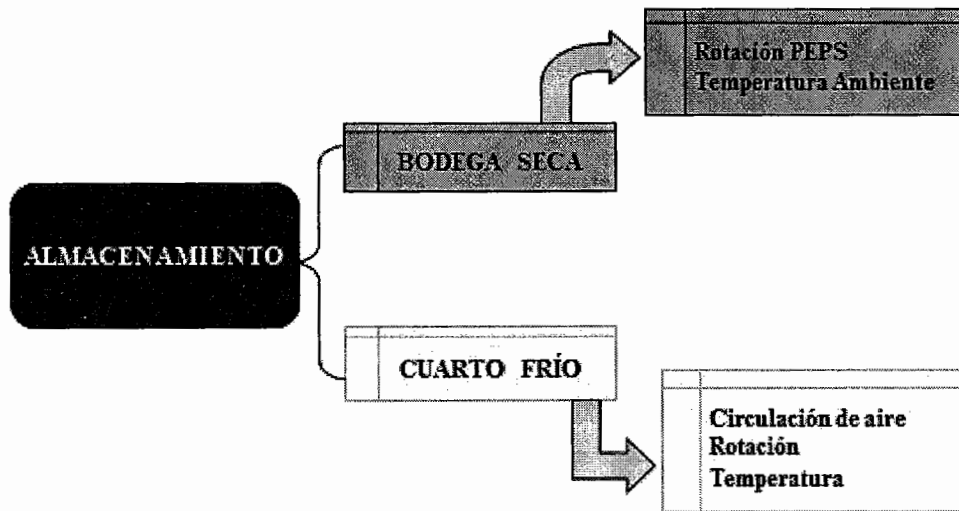 Rotación PEPS
Temperatura Ambiente
BODEGA SECA
ALMACENAMIENTO
CUARTO FRÍO
Circulación de aire
Rotación
Temperatura